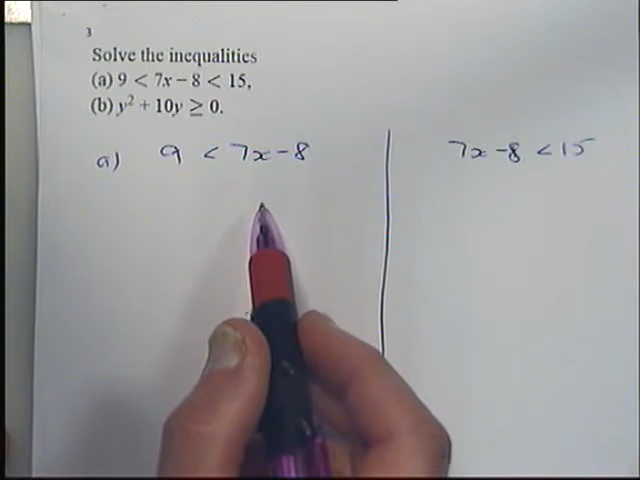 3
Solve the inequalities
(a) 9 < 7x − 8 < 15,
(b) y² + 10y ≥ 0.
a) 9 < 7x - 8
7x - 8 < 15